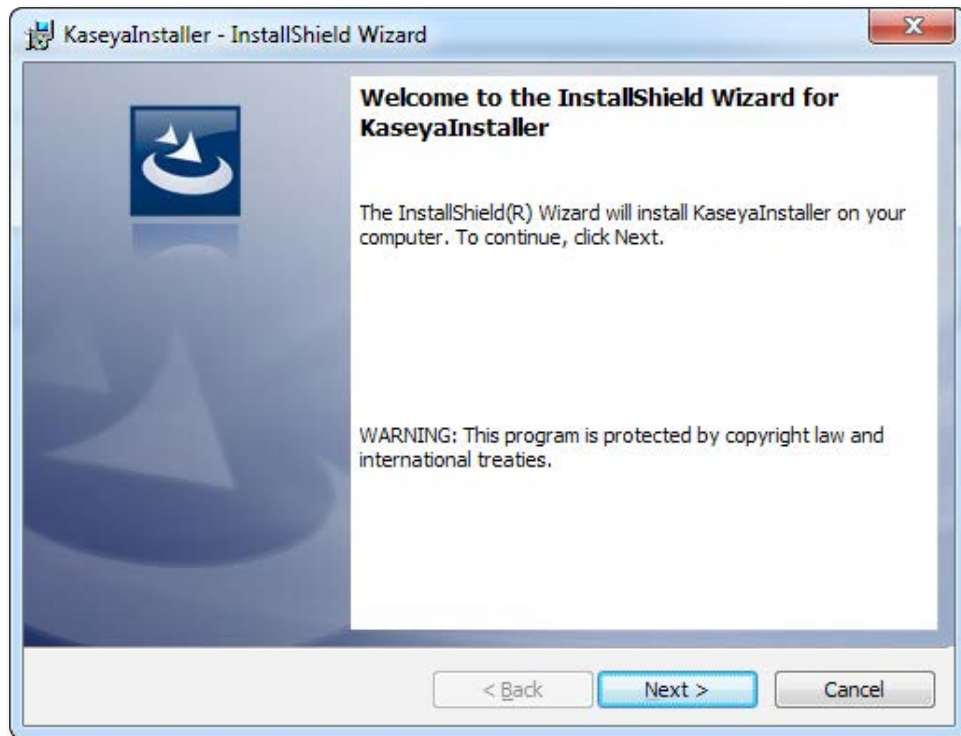 KaseyaInstaller - InstallShield Wizard
Welcome to the InstallShield Wizard for
KaseyaInstaller
The InstallShield(R) Wizard will install KaseyaInstaller on your
computer. To continue, click Next.
WARNING: This program is protected by copyright law and
international treaties.
< Back Next > Cancel